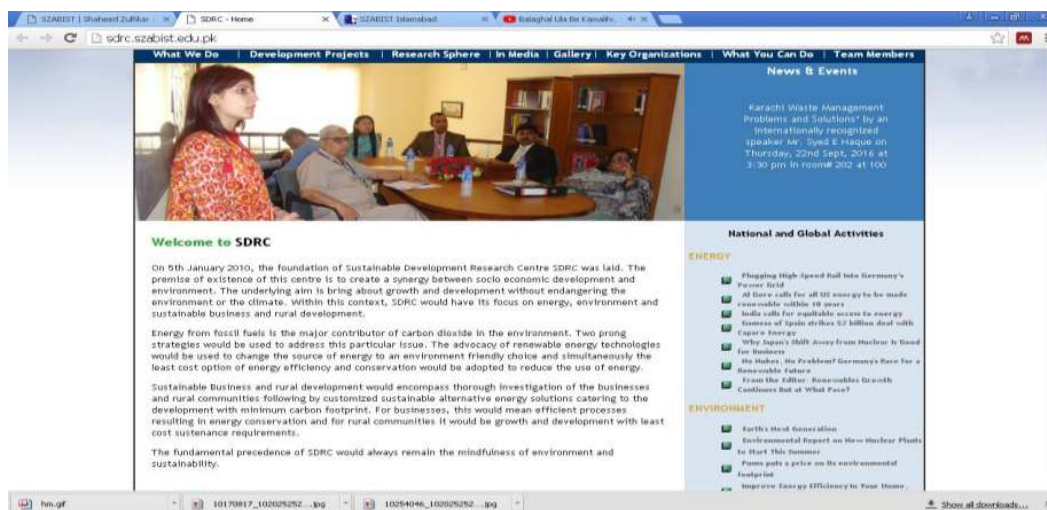 SZABIST | Shaheed Zulfikar
SDRC - Home
SZABIST Islamabad
Balaghal Ula Be Kamalihi
sdrc.szabist.edu.pk
What We Do | Development Projects | Research Sphere | In Media | Gallery | Key Organizations | What You Can Do | Team Members
News & Events
Karachi Waste Management
Problems and Solutions" by an
Internationally recognized
speaker Mr. Syed E Haque on
Thursday, 22nd Sept, 2016 at
3:30 pm in room# 202 at 100
Welcome to SDRC
On 5th January 2010, the foundation of Sustainable Development Research Centre SDRC was laid. The
premise of existence of this centre is to create a synergy between socio economic development and
environment. The underlying aim is bring about growth and development without endangering the
environment or the climate. Within this context, SDRC would have its focus on energy, environment and
sustainable business and rural development.
Energy from fossil fuels is the major contributor of carbon dioxide in the environment. Two prong
strategies would be used to address this particular issue. The advocacy of renewable energy technologies
would be used to change the source of energy to an environment friendly choice and simultaneously the
least cost option of energy efficiency and conservation would be adopted to reduce the use of energy.
Sustainable Business and rural development would encompass thorough investigation of the businesses
and rural communities following by customized sustainable alternative energy solutions catering to the
development with minimum carbon footprint. For businesses, this would mean efficient processes
resulting in energy conservation and for rural communities it would be growth and development with least
cost sustenance requirements.
The fundamental precedence of SDRC would always remain the mindfulness of environment and
sustainability.
National and Global Activities
ENERGY
Plugging High-Speed Rail Into Germany's
Power Grid
Al Gore calls for all US energy to be made
renewable within 10 years
India calls for equitable access to energy
Gamesa of Spain strikes $2 billion deal with
Caparo Energy
Why Japan's Shift Away from Nuclear Is Good
for Business
No Nukes, No Problem? Germany's Race for a
Renewable Future
From the Editor: Renewables Growth
Continues But at What Pace?
ENVIRONMENT
Earth's Next Generation
Environmental Report on New Nuclear Plants
to Start This Summer
Puma puts a price on its environmental
footprint
Improve Energy Efficiency in Your Home,
hm.gif
10170817_102025252....jpg
10254046_102025252....jpg
Show all downloads...